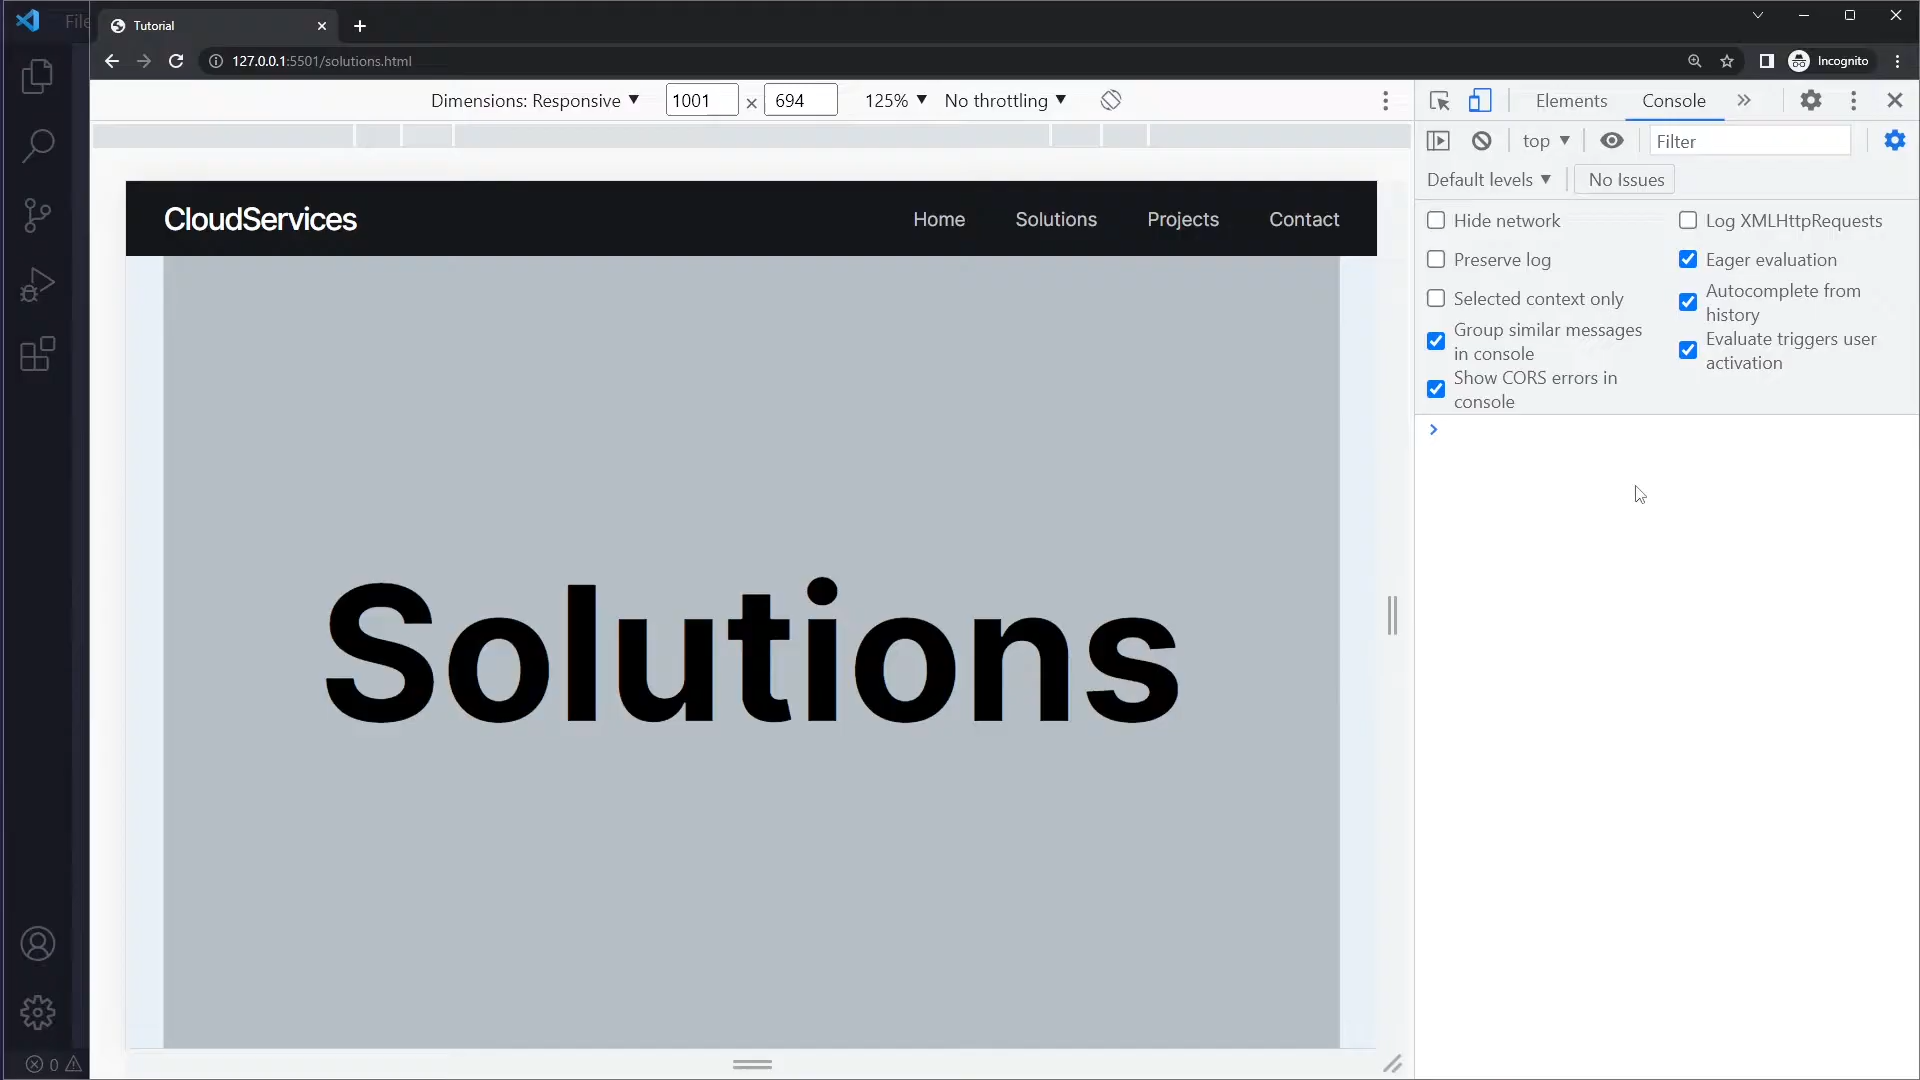 File
Tutorial
127.0.0.1:5501/solutions.html
Incognito
Dimensions: Responsive
1001 × 694
125%
No throttling
Elements
Console
top
Filter
Default levels
No Issues
Hide network
Log XMLHttpRequests
Preserve log
Eager evaluation
Selected context only
Autocomplete from
history
Group similar messages
in console
Evaluate triggers user
activation
Show CORS errors in
console
CloudServices
Home
Solutions
Projects
Contact
Solutions
0